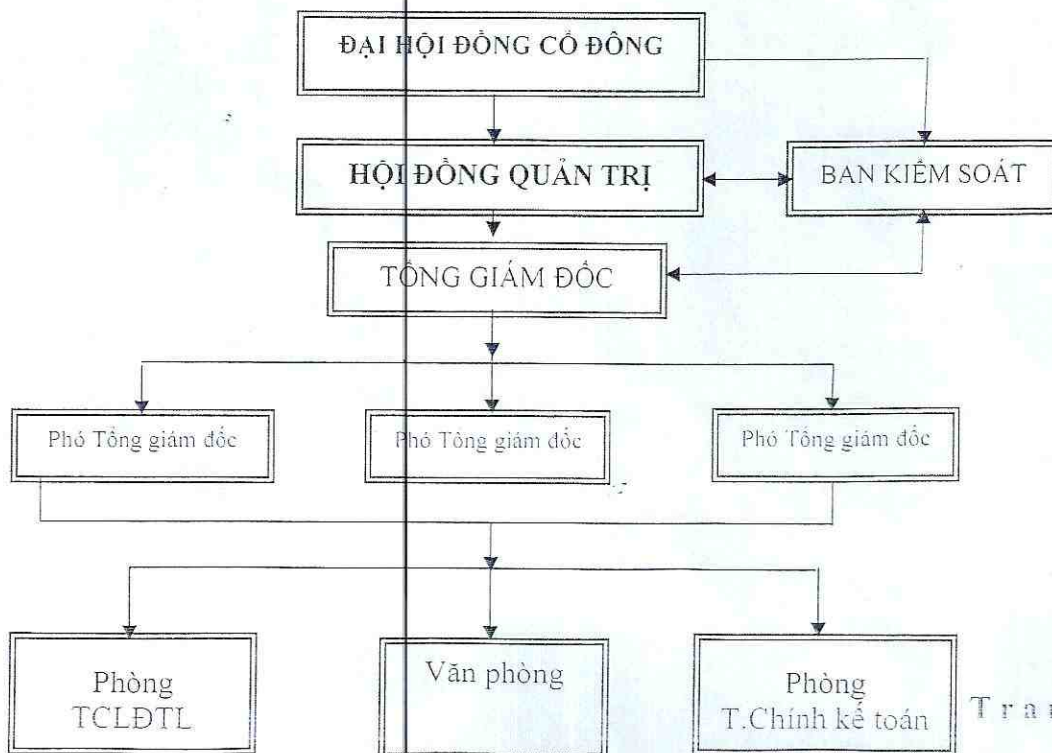 ĐẠI HỘI ĐỒNG CỔ ĐÔNG
HỘI ĐỒNG QUẢN TRỊ
BAN KIỂM SOÁT
TỔNG GIÁM ĐỐC
Phó Tổng giám đốc
Phó Tổng giám đốc
Phó Tổng giám đốc
Phòng
TCLĐTL
Văn phòng
Phòng
T.Chính kế toán